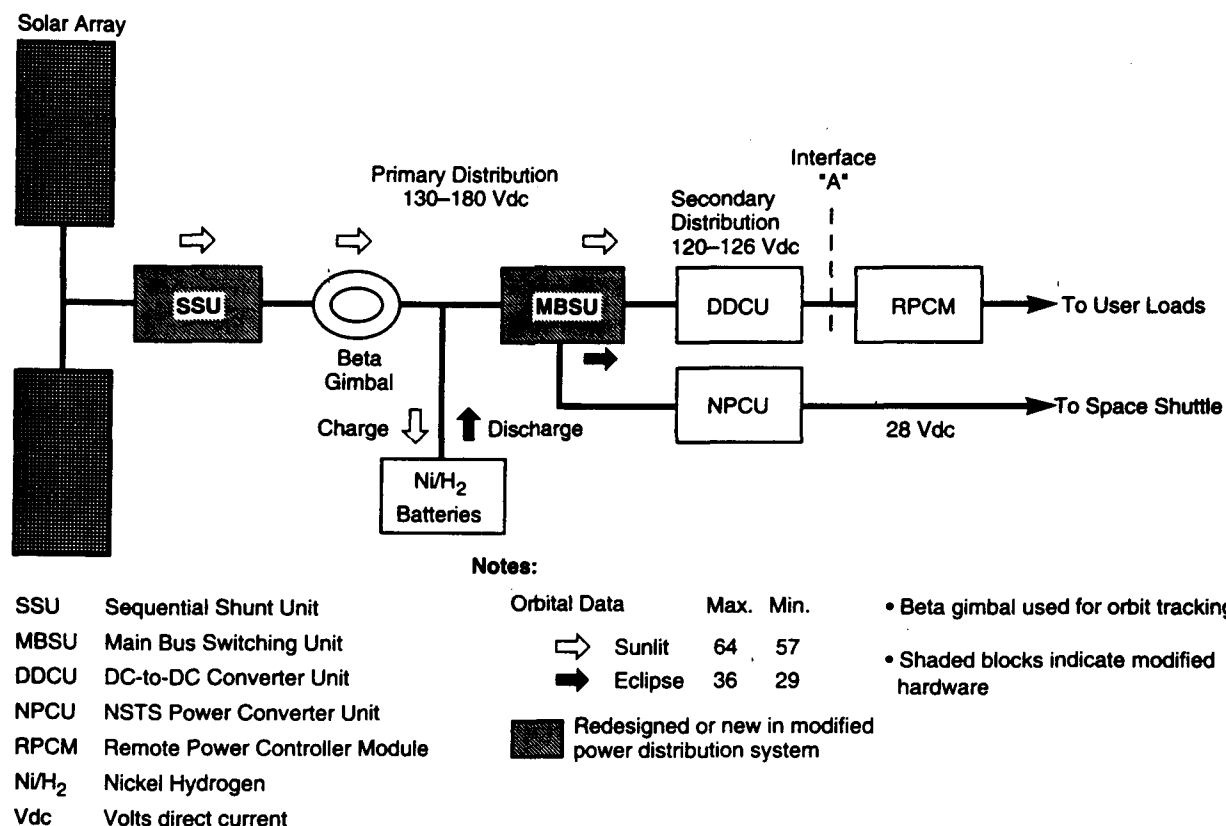 Solar Array
Primary Distribution
130–180 Vdc
Interface
"A"
Secondary
Distribution
120–126 Vdc
SSU
MBSU
DDCU
RPCM
To User Loads
Beta
Gimbal
NPCU
To Space Shuttle
28 Vdc
Charge
Discharge
Ni/H2
Batteries
Notes:
SSU Sequential Shunt Unit
MBSU Main Bus Switching Unit
DDCU DC-to-DC Converter Unit
NPCU NSTS Power Converter Unit
RPCM Remote Power Controller Module
Ni/H2 Nickel Hydrogen
Vdc Volts direct current
Orbital Data Max. Min.
Sunlit 64 57
Eclipse 36 29
Redesigned or new in modified
power distribution system
• Beta gimbal used for orbit tracking
• Shaded blocks indicate modified
hardware